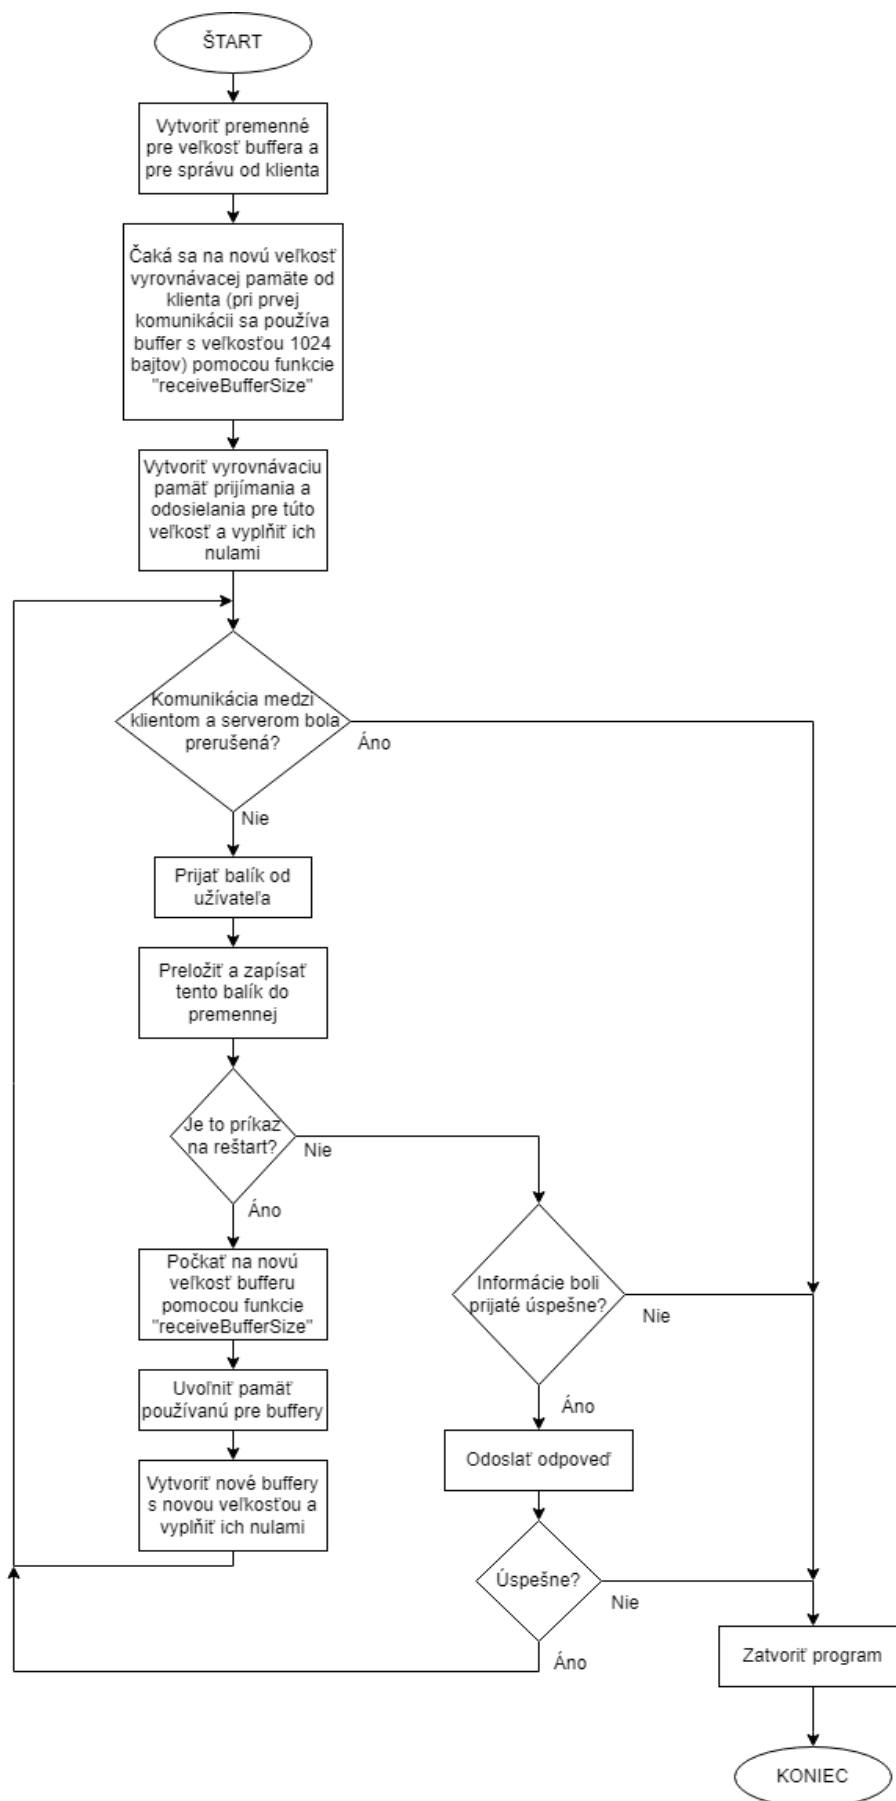 ŠTART
Vytvoriť premenné
pre veľkosť buffera a
pre správu od klienta
Čaká sa na novú veľkosť
vyrovnávacej pamäte od
klienta (pri prvej
komunikácii sa používa
buffer s veľkosťou 1024
bajtov) pomocou funkcie
"receiveBufferSize"
Vytvoriť vyrovnávaciu
pamäť prijímania a
odosielania pre túto
veľkosť a vyplňiť ich
nulami
Komunikácia medzi
klientom a serverom bola
prerušená?
Áno
Nie
Prijať balík od
užívateľa
Preložiť a zapísať
tento balík do
premennej
Je to príkaz
na reštart?
Nie
Áno
Počkať na novú
veľkosť bufferu
pomocou funkcie
"receiveBufferSize"
Informácie boli
prijaté úspešne?
Nie
Áno
Uvoľniť pamäť
používanú pre buffery
Odoslať odpoveď
Vytvoriť nové buffery
s novou veľkosťou a
vyplňiť ich nulami
Úspešne?
Nie
Áno
Zatvoriť program
KONIEC